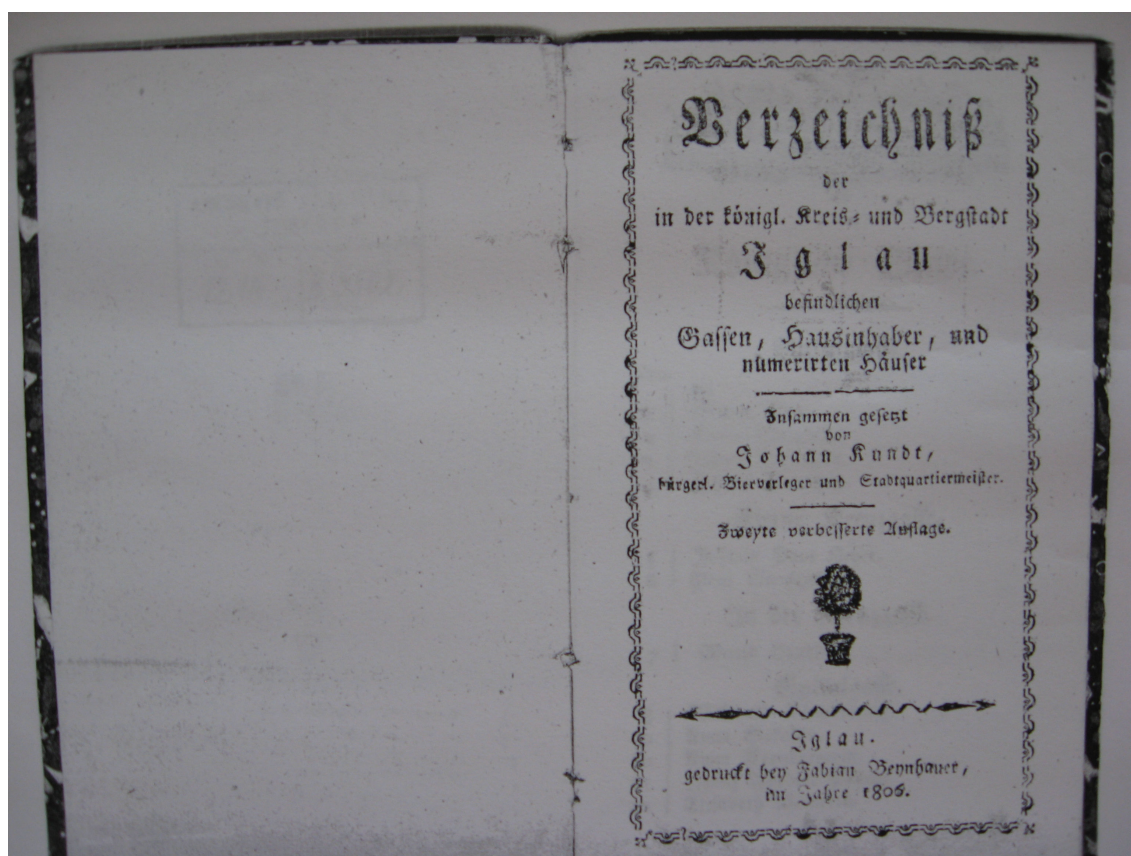 Verzeichniß
der
in der königl. Kreis- und Bergstadt
Iglau
befindlichen
Gassen, Hausinhaber, und
numerirten Häuser
Zusammen gesetzt
von
Johann Kundt,
bürgerl. Bierverleger und Stadtquartiermeister.
Zweyte verbesserte Auflage.
Iglau.
gedruckt bey Fabian Beynhauer,
im Jahre 1806.